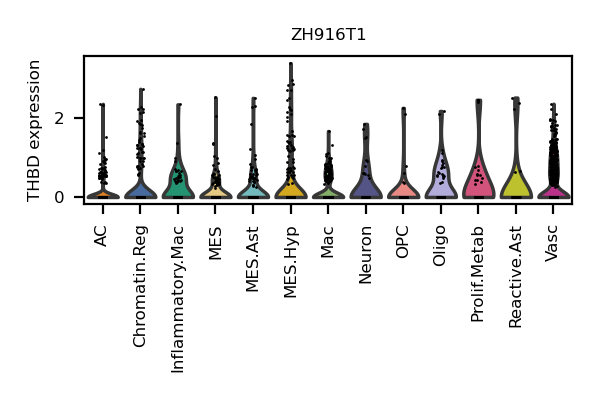 ZH916T1
THBD expression
2
0
AC
Chromatin.Reg
Inflammatory.Mac
MES
MES.Ast
MES.Hyp
Mac
Neuron
OPC
Oligo
Prolif.Metab
Reactive.Ast
Vasc